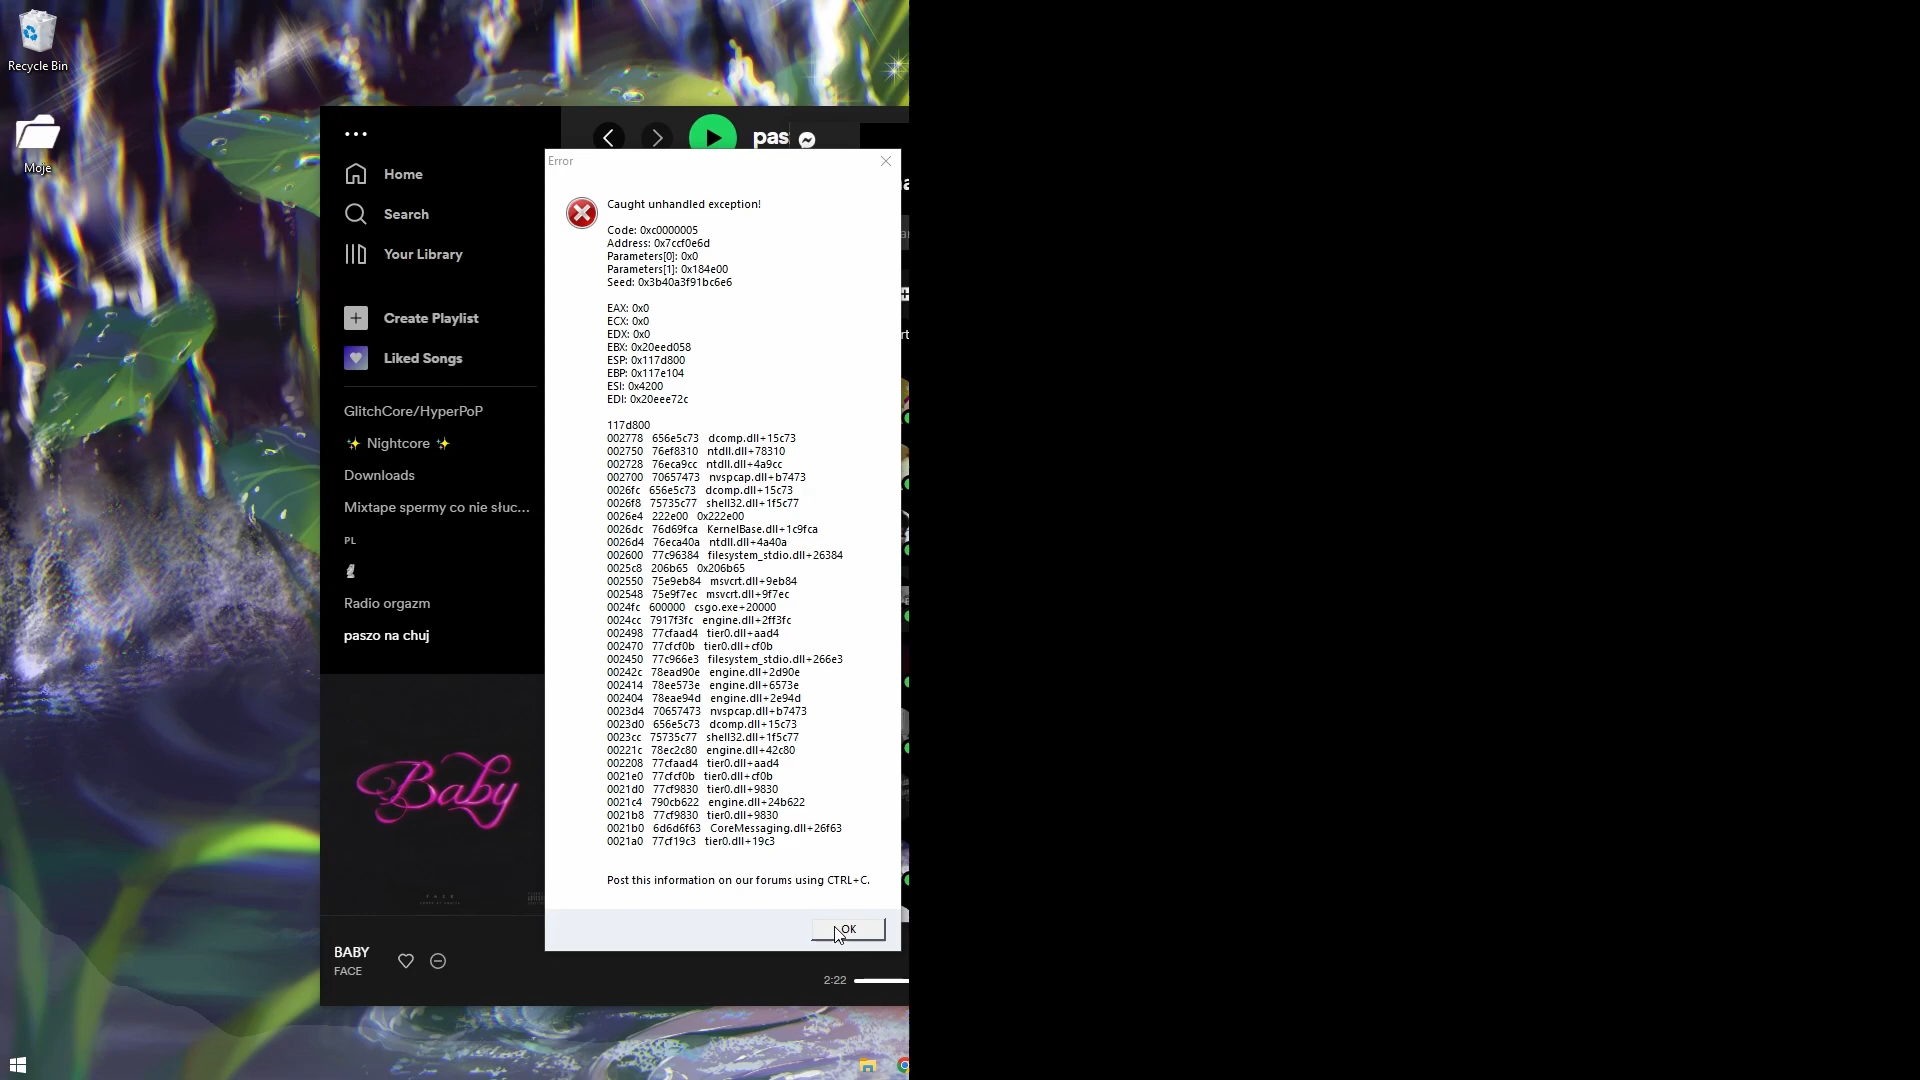 Recycle Bin
Moje
Home
Search
Your Library
Create Playlist
Liked Songs
GlitchCore/HyperPoP
✨ Nightcore ✨
Downloads
Mixtape spermy co nie słuc...
PL
Radio orgazm
paszo na chuj
Baby
BABY
FACE
pas
Error
Caught unhandled exception!
Code: 0xc0000005
Address: 0x7ccf0e6d
Parameters[0]: 0x0
Parameters[1]: 0x184e00
Seed: 0x3b40a3f91bc6e6
EAX: 0x0
ECX: 0x0
EDX: 0x0
EBX: 0x20eed058
ESP: 0x117d800
EBP: 0x117e104
ESI: 0x4200
EDI: 0x20eee72c
117d800
002778 656e5c73 dcomp.dll+15c73
002750 76ef8310 ntdll.dll+78310
002728 76eca9cc ntdll.dll+4a9cc
002700 70657473 nvspcap.dll+b7473
0026fc 656e5c73 dcomp.dll+15c73
0026f8 75735c77 shell32.dll+1f5c77
0026e4 222e00 0x222e00
0026dc 76d69fca KernelBase.dll+1c9fca
0026d4 76eca40a ntdll.dll+4a40a
002600 77c96384 filesystem_stdio.dll+26384
0025c8 206b65 0x206b65
002550 75e9eb84 msvcrt.dll+9eb84
002548 75e9f7ec msvcrt.dll+9f7ec
0024fc 600000 csgo.exe+20000
0024cc 7917f3fc engine.dll+2ff3fc
002498 77cfaad4 tier0.dll+aad4
002470 77cfcf0b tier0.dll+cf0b
002450 77c966e3 filesystem_stdio.dll+266e3
00242c 78ead90e engine.dll+2d90e
002414 78ee573e engine.dll+6573e
002404 78eae94d engine.dll+2e94d
0023d4 70657473 nvspcap.dll+b7473
0023d0 656e5c73 dcomp.dll+15c73
0023cc 75735c77 shell32.dll+1f5c77
00221c 78ec2c80 engine.dll+42c80
002208 77cfaad4 tier0.dll+aad4
0021e0 77cfcf0b tier0.dll+cf0b
0021d0 77cf9830 tier0.dll+9830
0021c4 790cb622 engine.dll+24b622
0021b8 77cf9830 tier0.dll+9830
0021b0 6d6d6f63 CoreMessaging.dll+26f63
0021a0 77cf19c3 tier0.dll+19c3
Post this information on our forums using CTRL+C.
OK
2:22